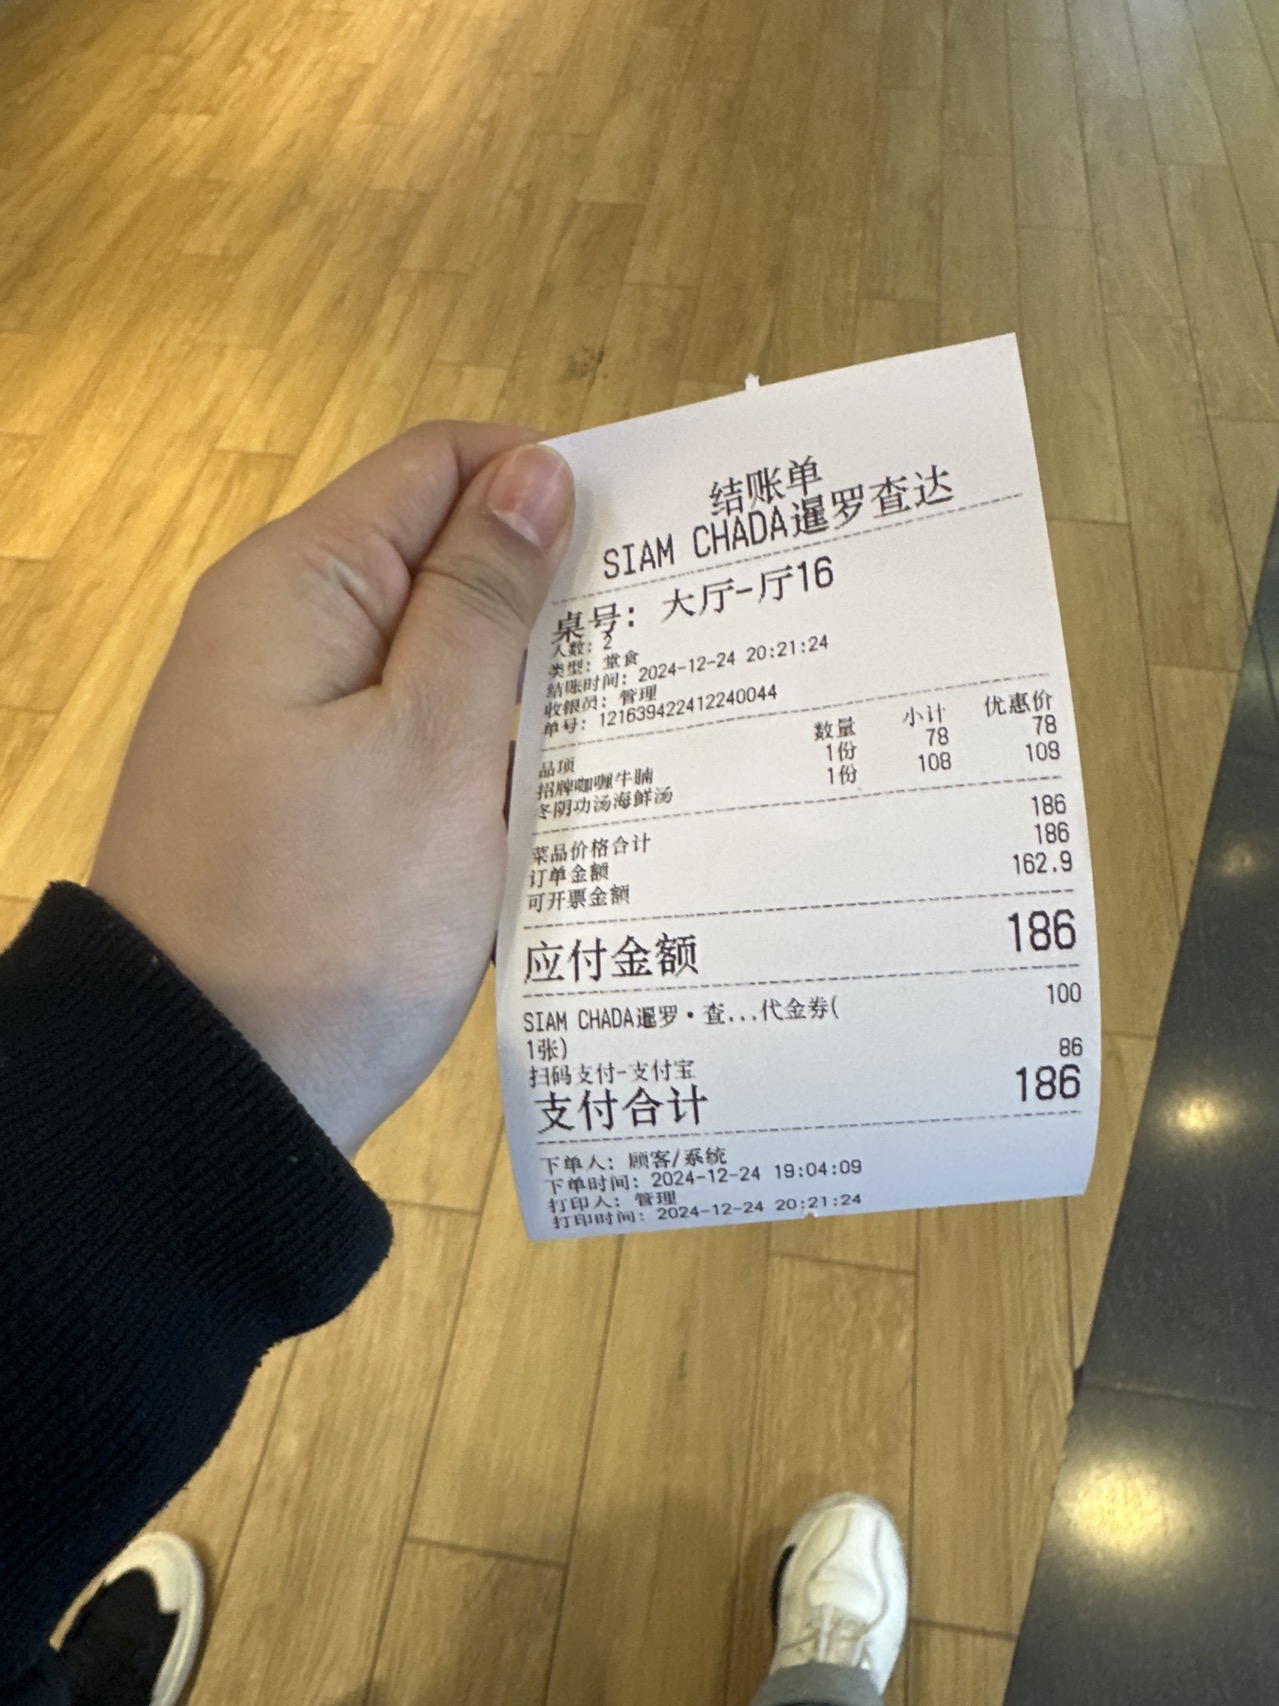 结账单
SIAM CHADA暹罗查达
桌号：大厅-厅16
人数：2
类型：堂食
结账时间：2024-12-24 20:21:24
收银员：管理
单号：121639422412240044
品项 数量 小计 优惠价
招牌咖喱牛腩 1份 78 78
冬阴功汤海鲜汤 1份 108 108
菜品价格合计 186
订单金额 186
可开票金额 162.9
应付金额 186
SIAM CHADA暹罗·查...代金券( 100
1张)
扫码支付-支付宝 86
支付合计 186
下单人：顾客/系统
下单时间：2024-12-24 19:04:09
打印人：管理
打印时间：2024-12-24 20:21:24